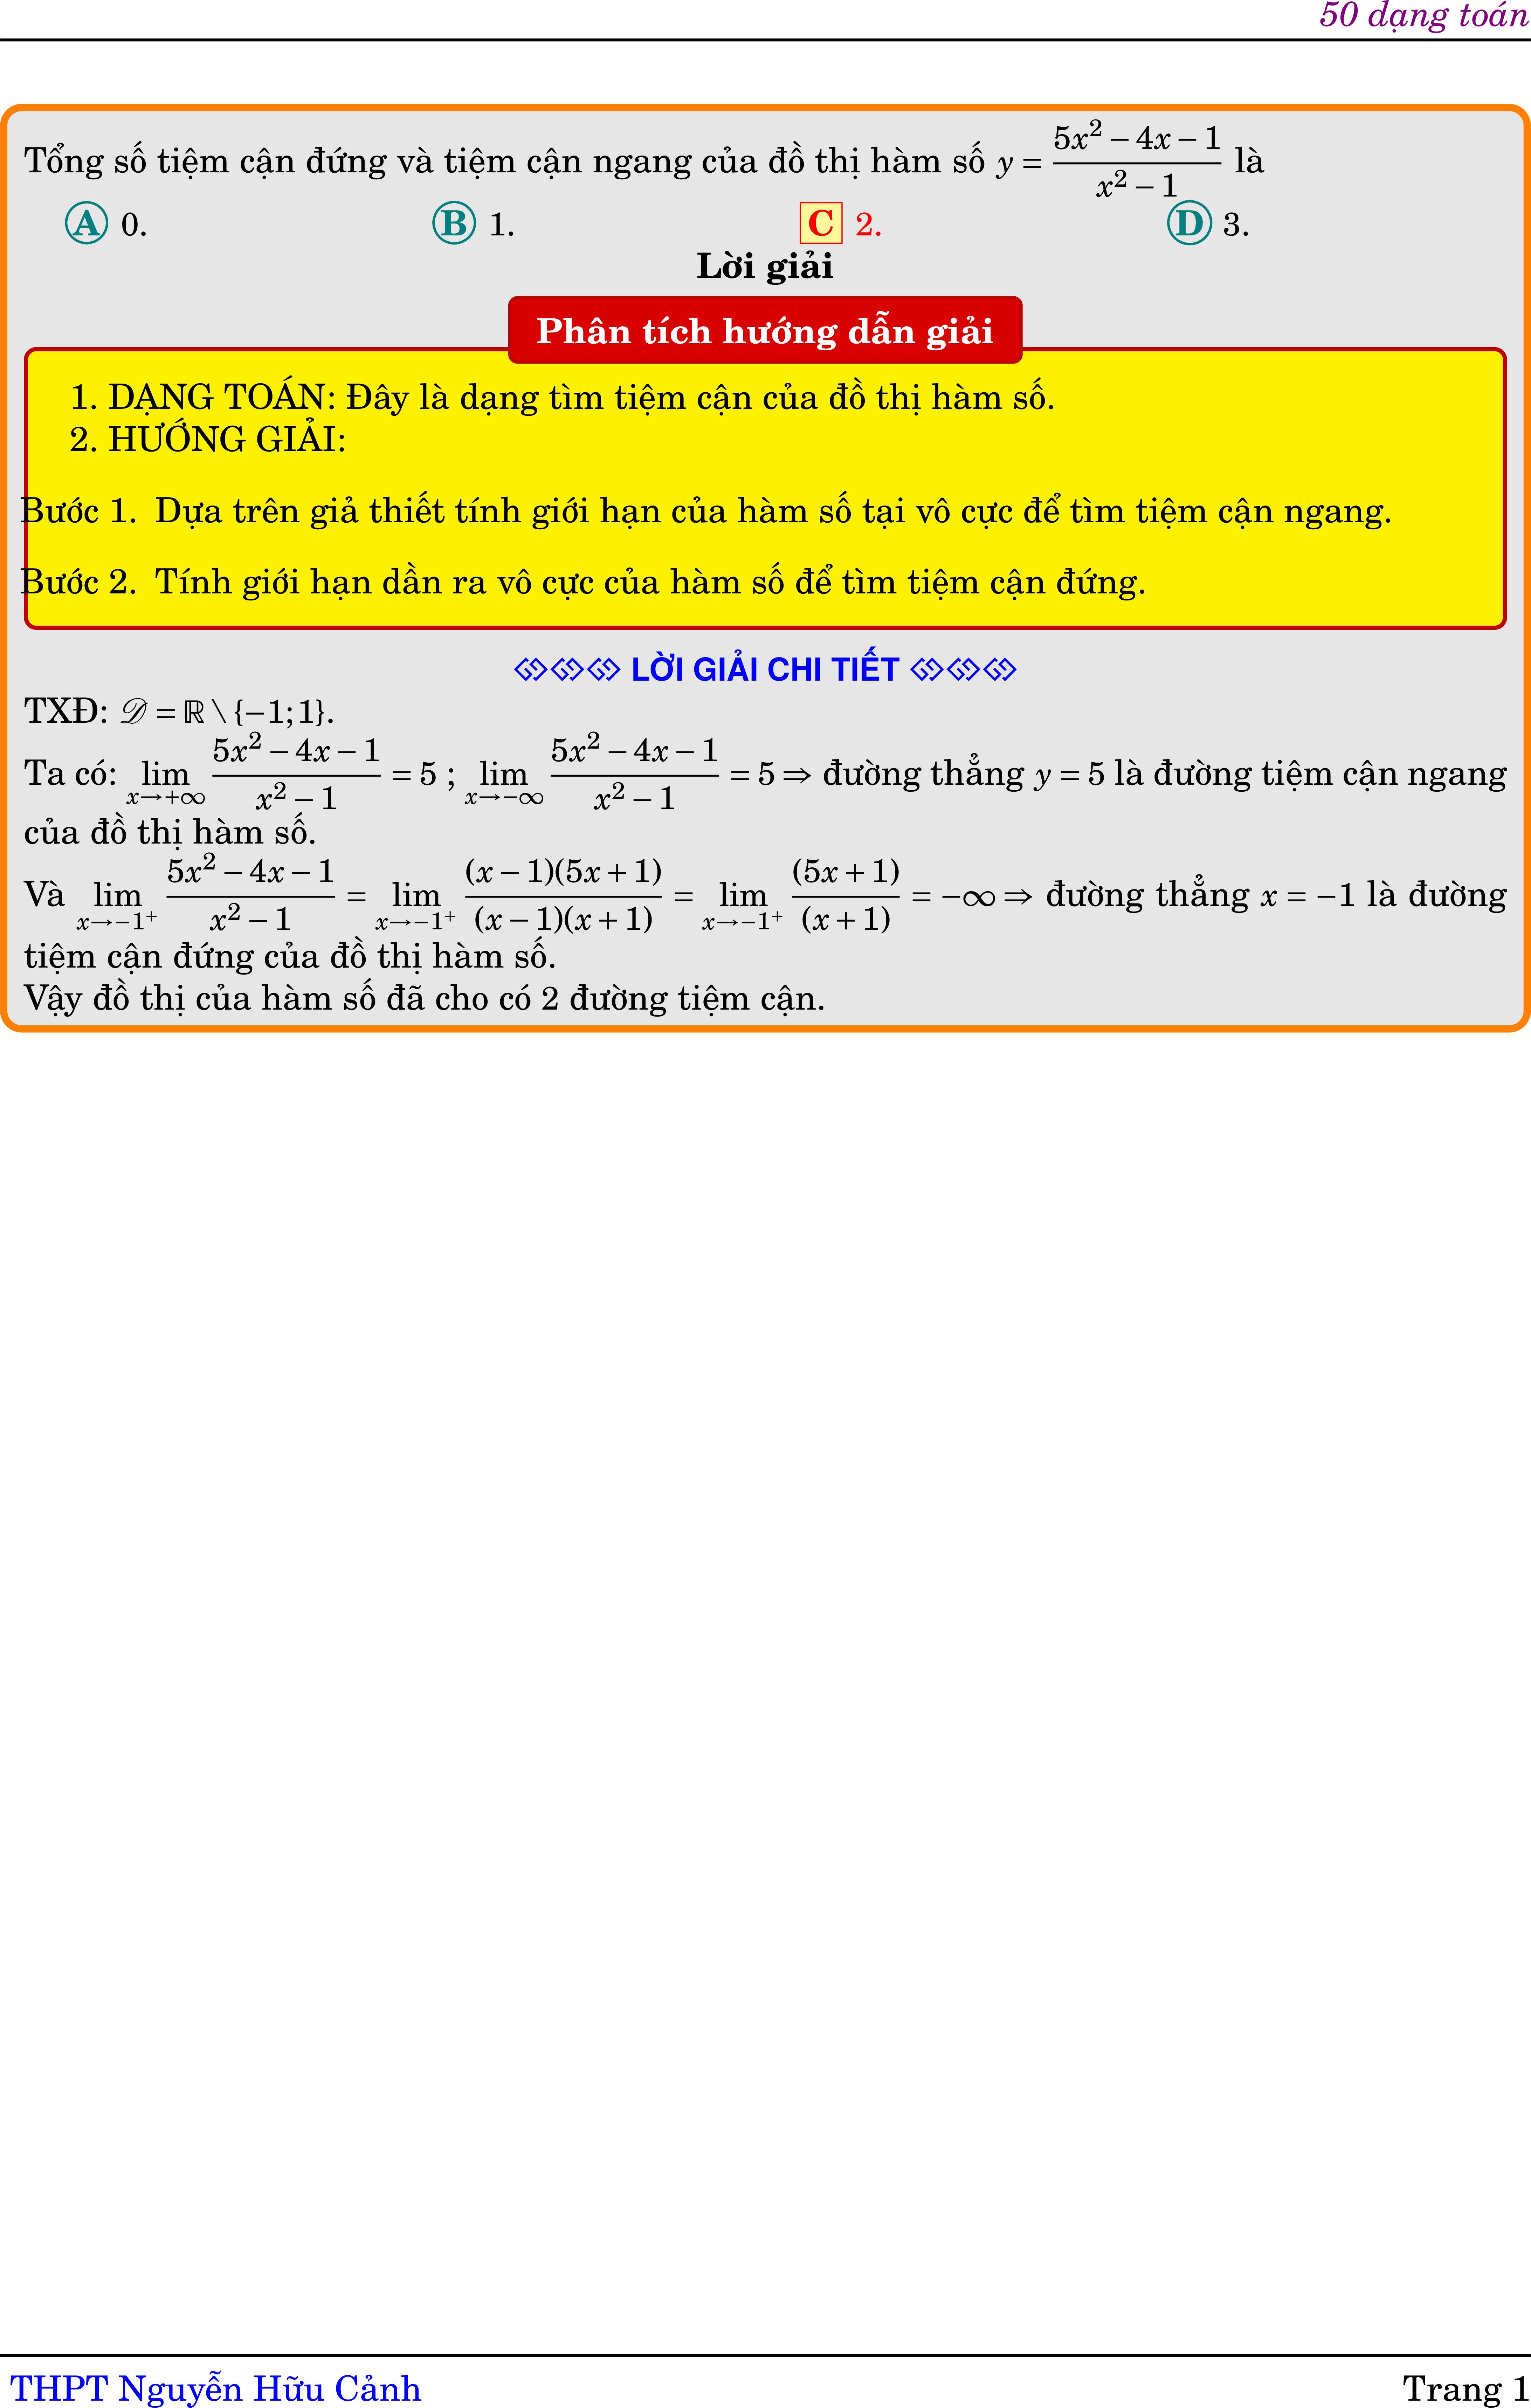 50 dạng toán
Tổng số tiệm cận đứng và tiệm cận ngang của đồ thị hàm số $y = \dfrac{5x^2 - 4x - 1}{x^2 - 1}$ là
A 0. B 1. C 2. D 3.
Lời giải
Phân tích hướng dẫn giải
1. DẠNG TOÁN: Đây là dạng tìm tiệm cận của đồ thị hàm số.
2. HƯỚNG GIẢI:
Bước 1. Dựa trên giả thiết tính giới hạn của hàm số tại vô cực để tìm tiệm cận ngang.
Bước 2. Tính giới hạn dần ra vô cực của hàm số để tìm tiệm cận đứng.
LỜI GIẢI CHI TIẾT
TXĐ: $\mathscr{D} = \mathbb{R} \setminus \{-1; 1\}$.
Ta có: $\lim\limits_{x \to +\infty} \dfrac{5x^2 - 4x - 1}{x^2 - 1} = 5$ ; $\lim\limits_{x \to -\infty} \dfrac{5x^2 - 4x - 1}{x^2 - 1} = 5 \Rightarrow$ đường thẳng $y = 5$ là đường tiệm cận ngang
của đồ thị hàm số.
Và $\lim\limits_{x \to -1^+} \dfrac{5x^2 - 4x - 1}{x^2 - 1} = \lim\limits_{x \to -1^+} \dfrac{(x - 1)(5x + 1)}{(x - 1)(x + 1)} = \lim\limits_{x \to -1^+} \dfrac{(5x + 1)}{(x + 1)} = -\infty \Rightarrow$ đường thẳng $x = -1$ là đường
tiệm cận đứng của đồ thị hàm số.
Vậy đồ thị của hàm số đã cho có 2 đường tiệm cận.
THPT Nguyễn Hữu Cảnh
Trang 1